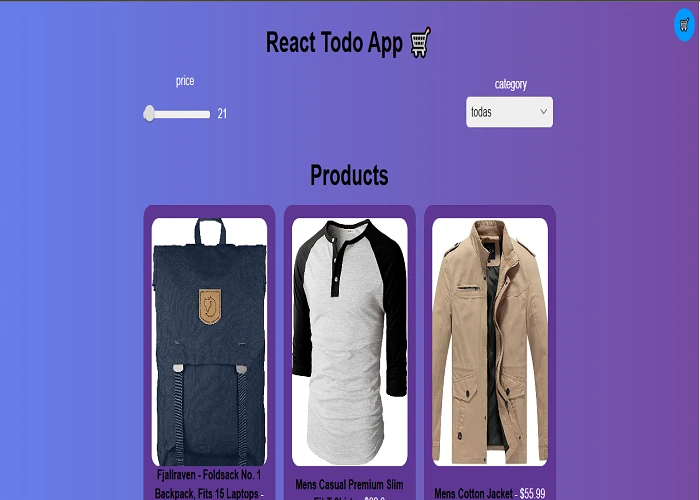 React Todo App
price
21
category
todas
Products
Fjallraven - Foldsack No. 1
Backpack, Fits 15 Laptops -
Mens Casual Premium Slim
Mens Cotton Jacket - $55.99